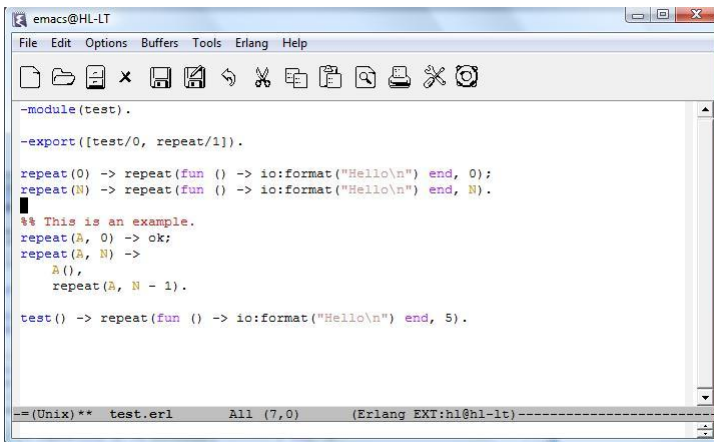 emacs@HL-LT
File Edit Options Buffers Tools Erlang Help
-module(test).
-export([test/0, repeat/1]).
repeat(0) -> repeat(fun () -> io:format("Hello\n") end, 0);
repeat(N) -> repeat(fun () -> io:format("Hello\n") end, N).
%% This is an example.
repeat(A, 0) -> ok;
repeat(A, N) ->
    A(),
    repeat(A, N - 1).
test() -> repeat(fun () -> io:format("Hello\n") end, 5).
-=(Unix)** test.erl All (7,0) (Erlang EXT:hl@hl-lt)--------------------